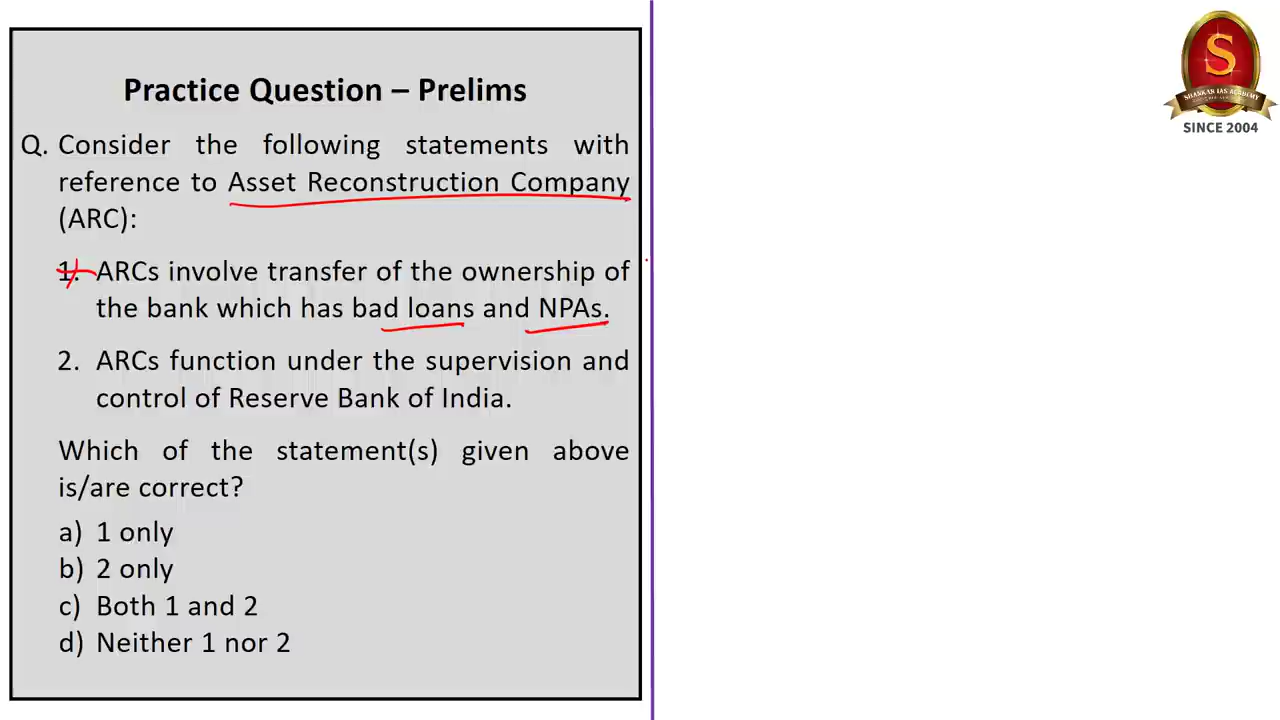 Practice Question – Prelims
Q. Consider the following statements with
reference to Asset Reconstruction Company
(ARC):
1. ARCs involve transfer of the ownership of
the bank which has bad loans and NPAs.
2. ARCs function under the supervision and
control of Reserve Bank of India.
Which of the statement(s) given above
is/are correct?
a) 1 only
b) 2 only
c) Both 1 and 2
d) Neither 1 nor 2
S
SHANKAR IAS ACADEMY
SINCE 2004